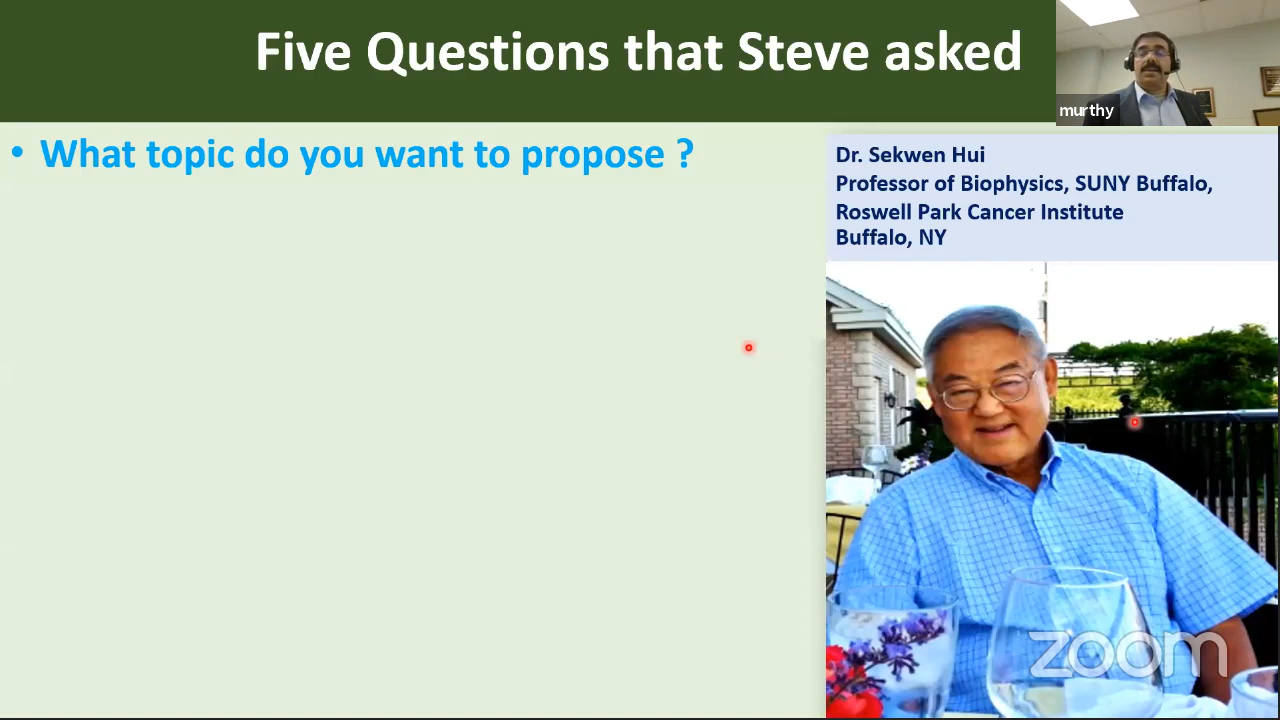 Five Questions that Steve asked
murthy
• What topic do you want to propose ?
Dr. Sekwen Hui
Professor of Biophysics, SUNY Buffalo,
Roswell Park Cancer Institute
Buffalo, NY
zoom